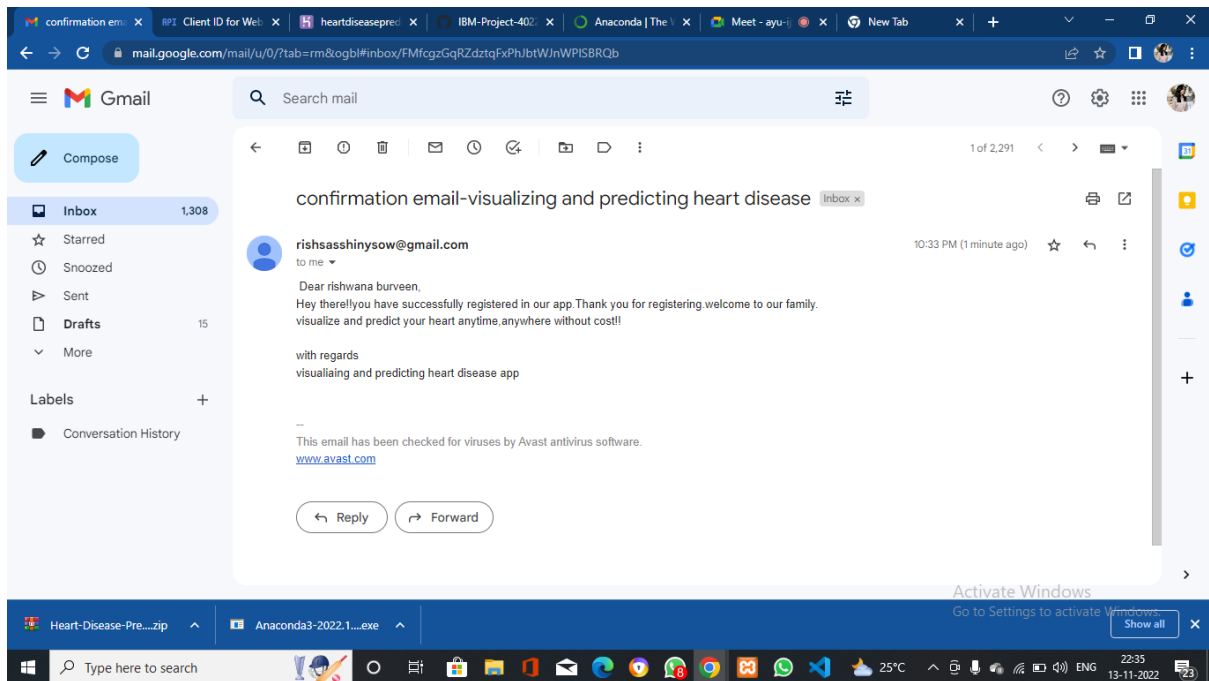 confirmation ema
Client ID for Web
heartdiseasepred
IBM-Project-402
Anaconda | The
Meet - ayu-ij
New Tab
mail.google.com/mail/u/0/?tab=rm&ogbl#inbox/FMfcgzGqRZdztqFxPhJbtWJnWPlSBRQb
Gmail
Search mail
Compose
1 of 2,291
Inbox 1,308
Starred
Snoozed
Sent
Drafts 15
More
Labels
Conversation History
confirmation email-visualizing and predicting heart disease Inbox x
rishsasshinysow@gmail.com 10:33 PM (1 minute ago)
to me
Dear rishwana burveen,
Hey there!!you have successfully registered in our app.Thank you for registering.welcome to our family.
visualize and predict your heart anytime,anywhere without cost!!
with regards
visualiaing and predicting heart disease app
--
This email has been checked for viruses by Avast antivirus software.
www.avast.com
Reply Forward
Activate Windows
Go to Settings to activate Windows.
Heart-Disease-Pre....zip
Anaconda3-2022.1....exe
Show all
Type here to search
25°C
ENG
22:35
13-11-2022
23